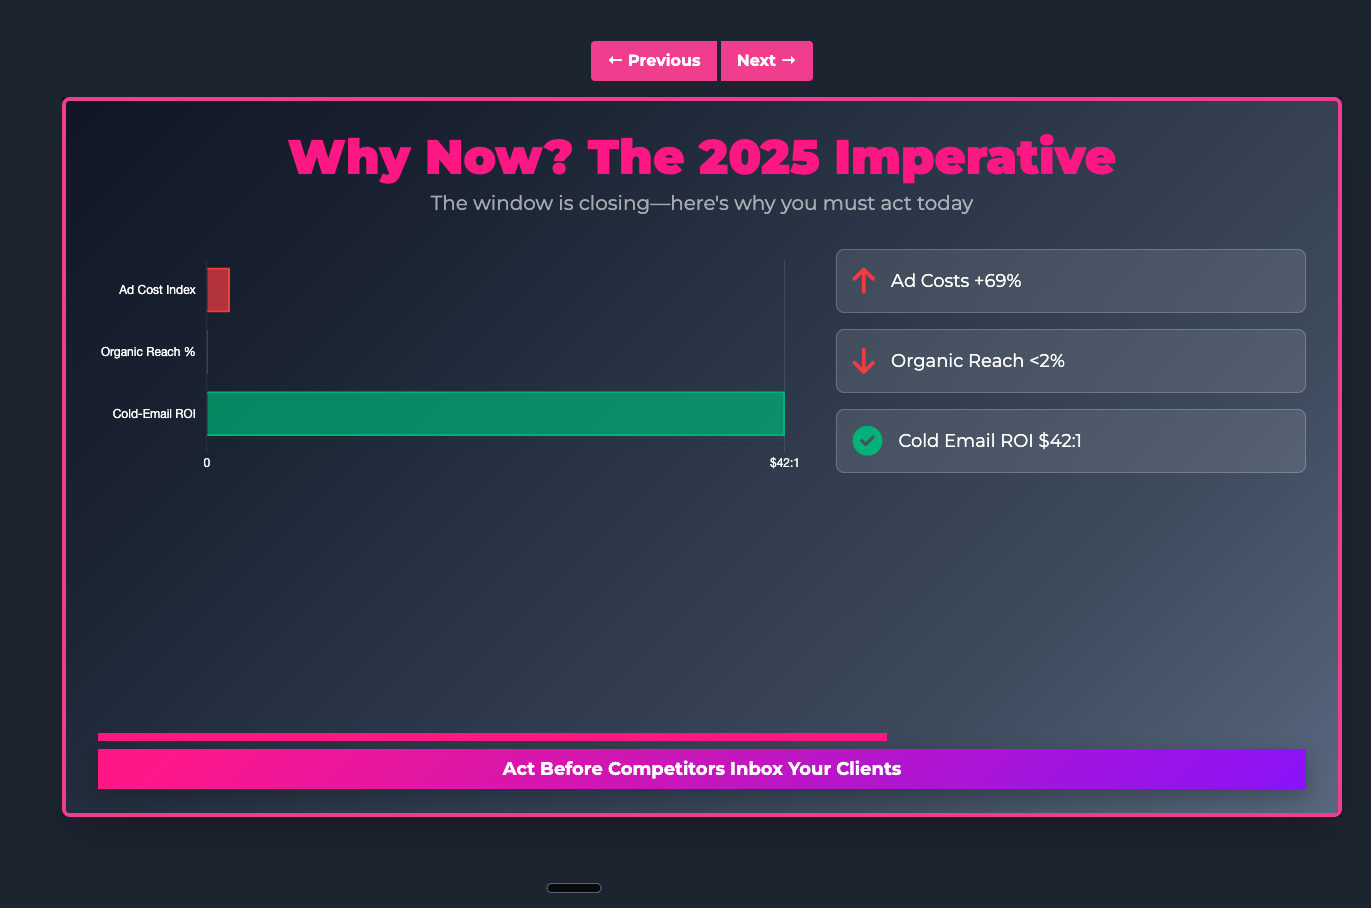 ← Previous
Next →
Why Now? The 2025 Imperative
The window is closing—here's why you must act today
Ad Cost Index
Organic Reach %
Cold-Email ROI
0
$42:1
Ad Costs +69%
Organic Reach <2%
Cold Email ROI $42:1
Act Before Competitors Inbox Your Clients